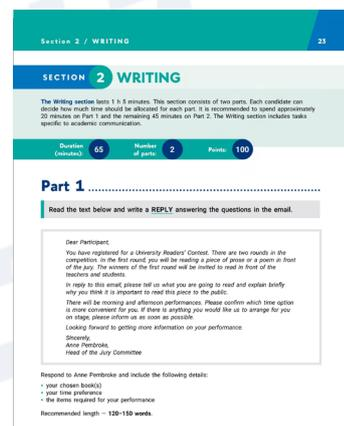 Section 2 / WRITING 23
SECTION 2 WRITING
The Writing section lasts 1 h 5 minutes. This section consists of two parts. Each candidate can
decide how much time should be allocated for each part. It is recommended to spend approximately
20 minutes on Part 1 and the remaining 45 minutes on Part 2. The Writing section includes tasks
specific to academic communication.
Duration
(minutes): 65 Number
of parts: 2 Points: 100
Part 1
Read the text below and write a REPLY answering the questions in the email.
Dear Participant,
You have registered for a University Readers' Contest. There are two rounds in the
competition. In the first round, you will be reading a piece of prose or a poem in front
of the jury. The winners of the first round will be invited to read in front of the
teachers and students.
In reply to this email, please tell us what you are going to read and explain briefly
why you think it is important to read this piece to the public.
There will be morning and afternoon performances. Please confirm which time option
is more convenient for you. If there is anything you would like us to arrange for you
on stage, please inform us as soon as possible.
Looking forward to getting more information on your performance.
Sincerely,
Anne Pembroke,
Head of the Jury Committee
Respond to Anne Pembroke and include the following details:
• your chosen book(s)
• your time preference
• the items required for your performance
Recommended length – 120–150 words.